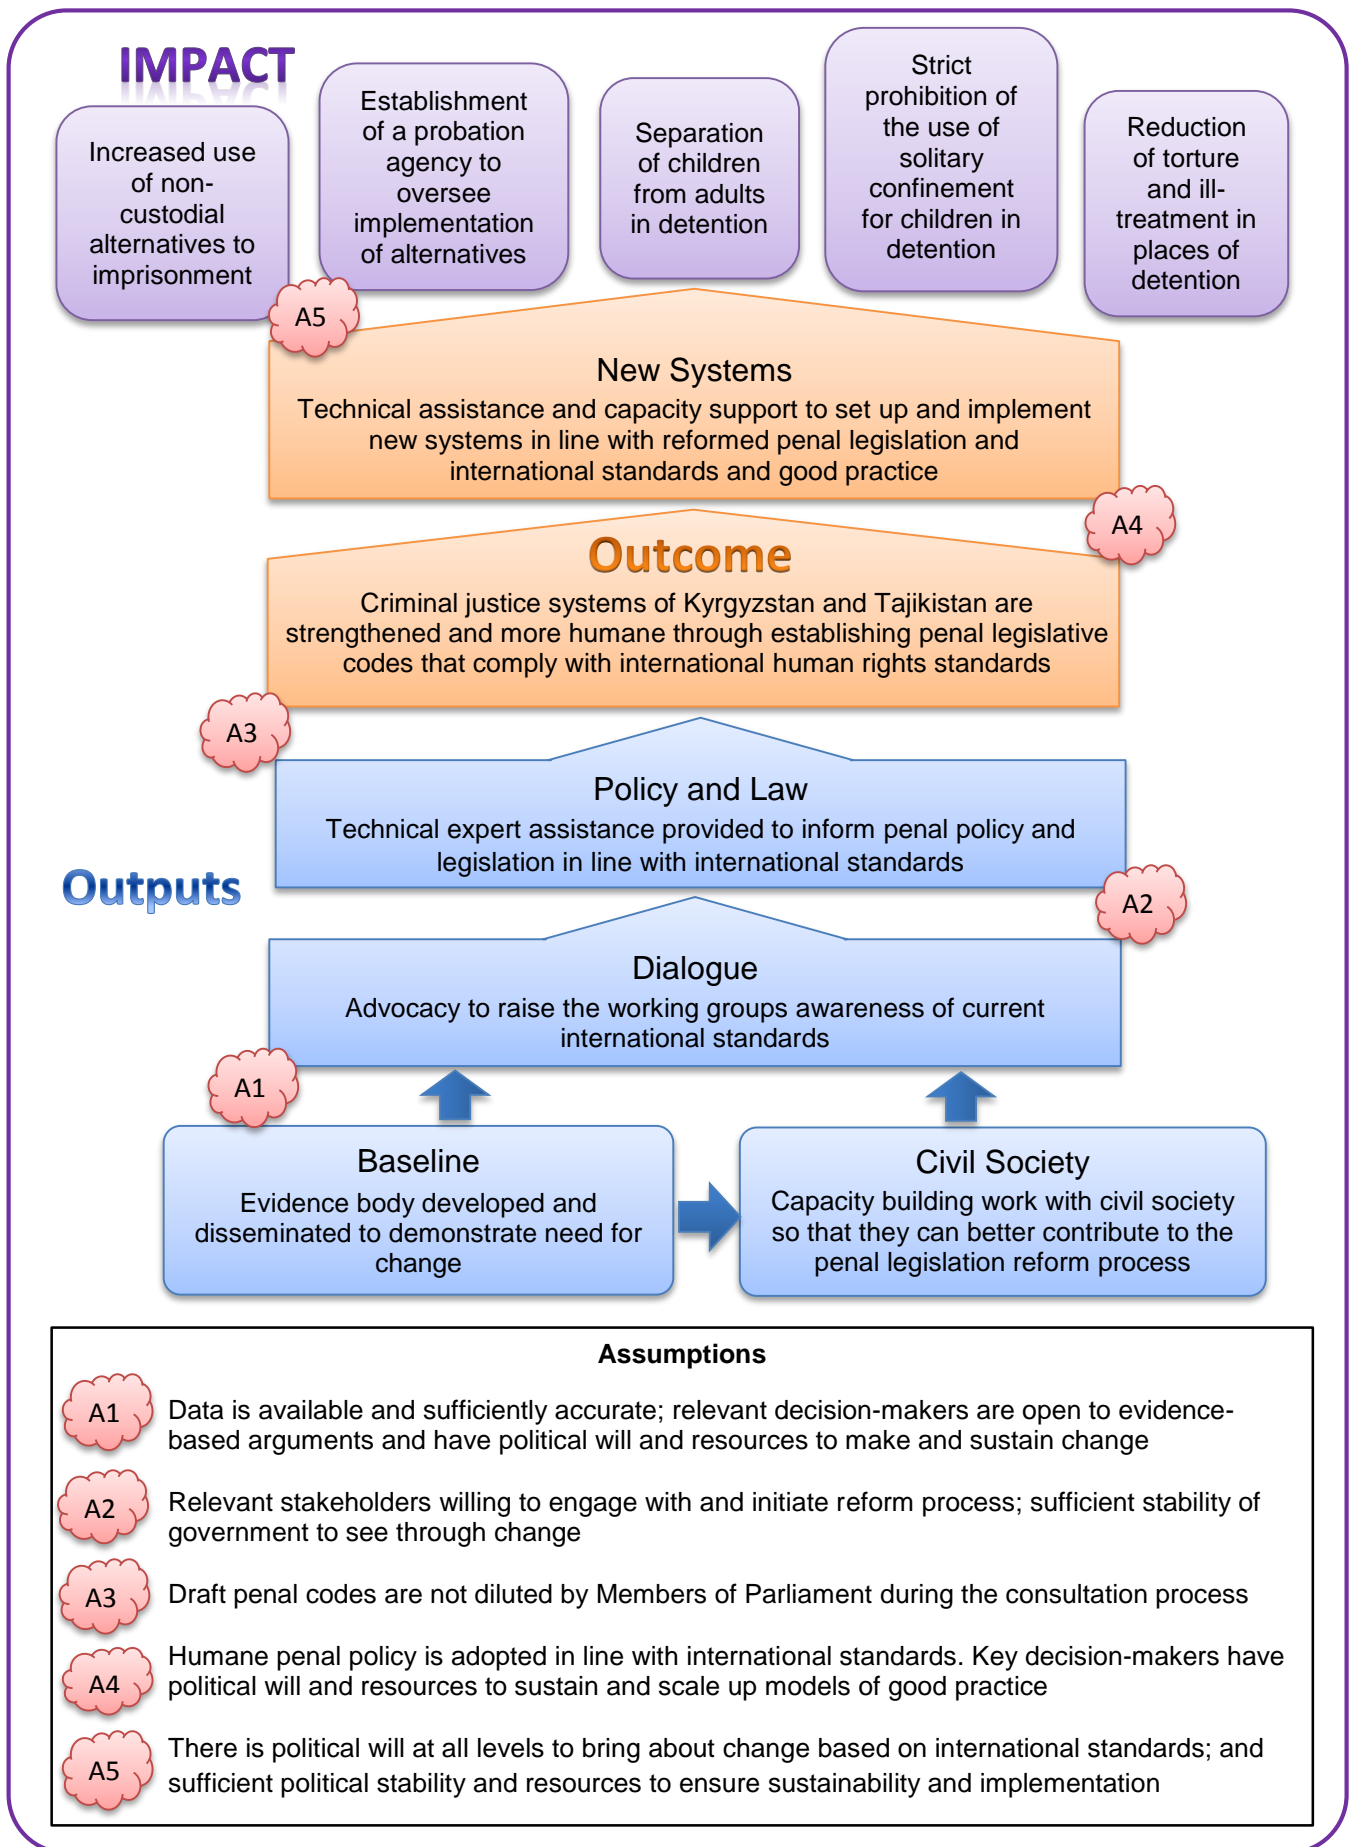 IMPACT
Increased use
of non-
custodial
alternatives to
imprisonment
Establishment
of a probation
agency to
oversee
implementation
of alternatives
Separation
of children
from adults
in detention
Strict
prohibition of
the use of
solitary
confinement
for children in
detention
Reduction
of torture
and ill-
treatment in
places of
detention
A5
New Systems
Technical assistance and capacity support to set up and implement
new systems in line with reformed penal legislation and
international standards and good practice
A4
Outcome
Criminal justice systems of Kyrgyzstan and Tajikistan are
strengthened and more humane through establishing penal legislative
codes that comply with international human rights standards
A3
Policy and Law
Technical expert assistance provided to inform penal policy and
legislation in line with international standards
Outputs
A2
Dialogue
Advocacy to raise the working groups awareness of current
international standards
A1
Baseline
Evidence body developed and
disseminated to demonstrate need for
change
Civil Society
Capacity building work with civil society
so that they can better contribute to the
penal legislation reform process
Assumptions
A1
Data is available and sufficiently accurate; relevant decision-makers are open to evidence-
based arguments and have political will and resources to make and sustain change
A2
Relevant stakeholders willing to engage with and initiate reform process; sufficient stability of
government to see through change
A3
Draft penal codes are not diluted by Members of Parliament during the consultation process
A4
Humane penal policy is adopted in line with international standards. Key decision-makers have
political will and resources to sustain and scale up models of good practice
A5
There is political will at all levels to bring about change based on international standards; and
sufficient political stability and resources to ensure sustainability and implementation